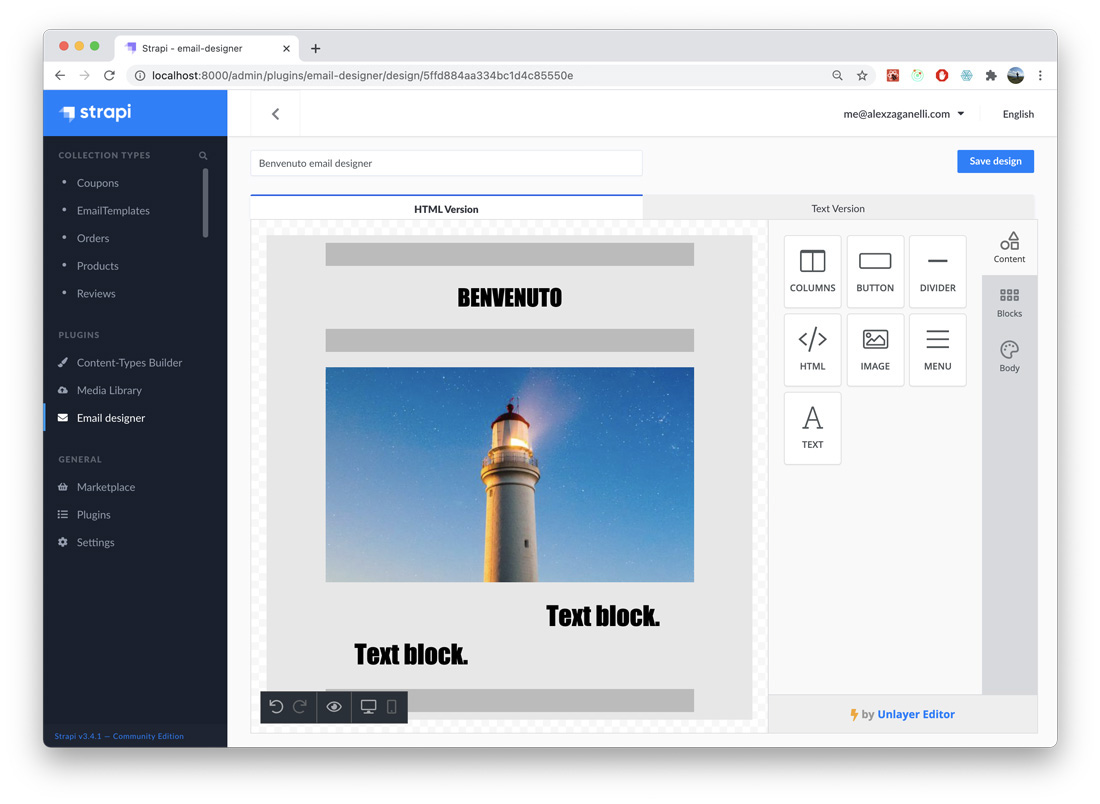 Strapi - email-designer
localhost:8000/admin/plugins/email-designer/design/5ffd884aa334bc1d4c85550e
strapi
me@alexzaganelli.com
English
COLLECTION TYPES
Coupons
EmailTemplates
Orders
Products
Reviews
PLUGINS
Content-Types Builder
Media Library
Email designer
GENERAL
Marketplace
Plugins
Settings
Strapi v3.4.1 — Community Edition
Benvenuto email designer
Save design
HTML Version
Text Version
BENVENUTO
Text block.
Text block.
COLUMNS
BUTTON
DIVIDER
HTML
IMAGE
MENU
TEXT
Content
Blocks
Body
by Unlayer Editor